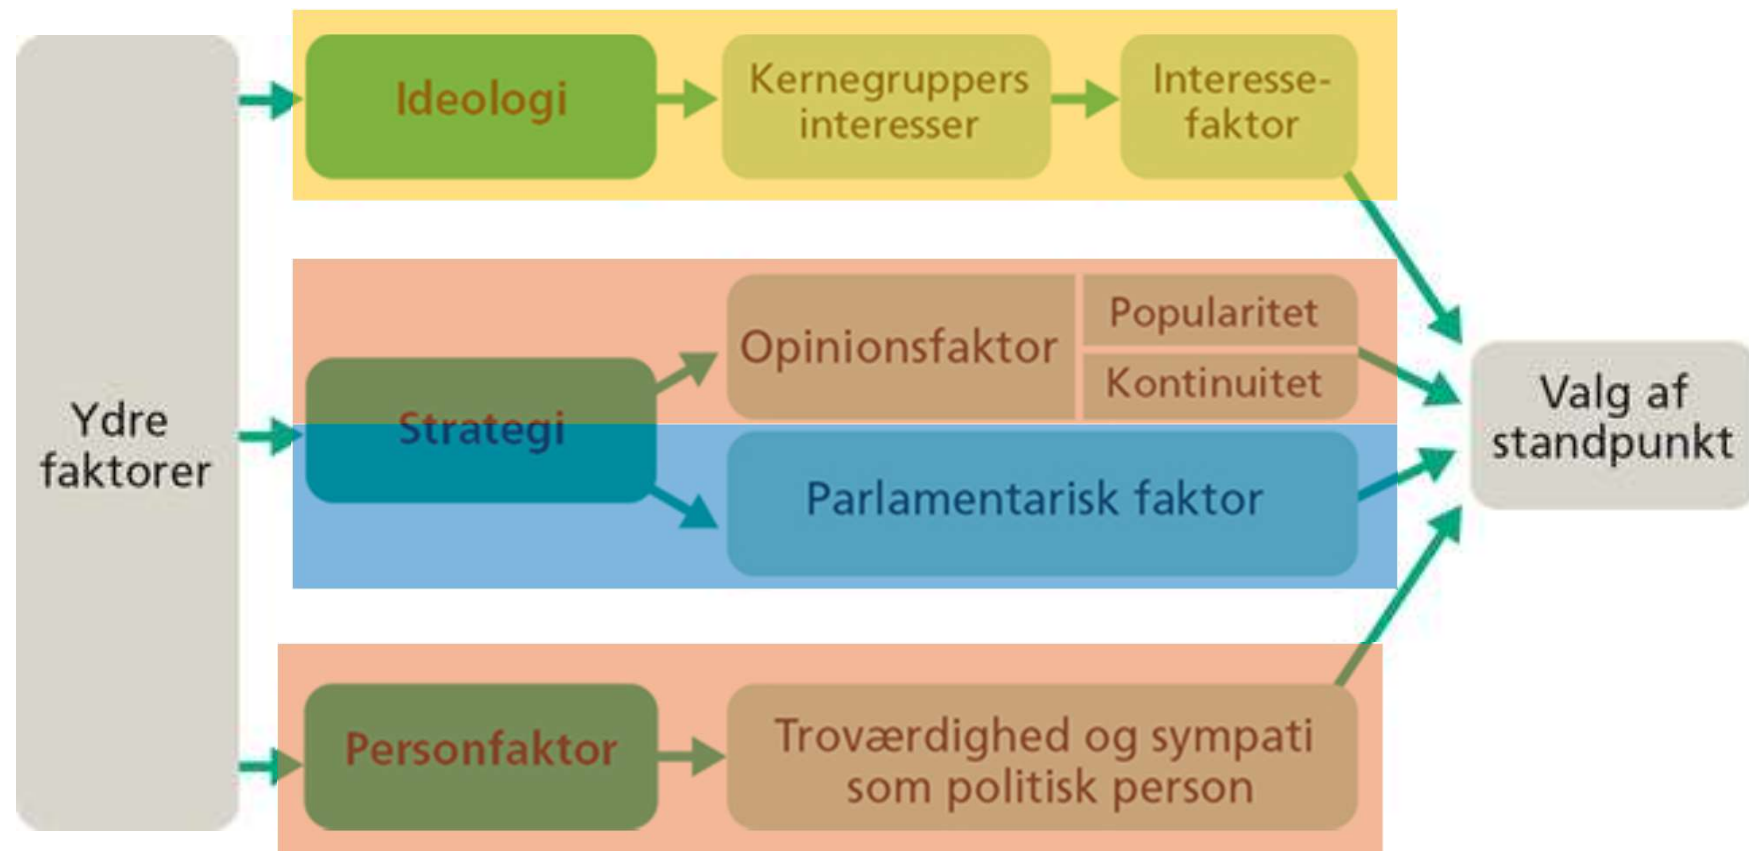 Ydre
faktorer
Ideologi
Kernegruppers
interesser
Interesse-
faktor
Strategi
Opinionsfaktor
Popularitet
Kontinuitet
Parlamentarisk faktor
Personfaktor
Troværdighed og sympati
som politisk person
Valg af
standpunkt